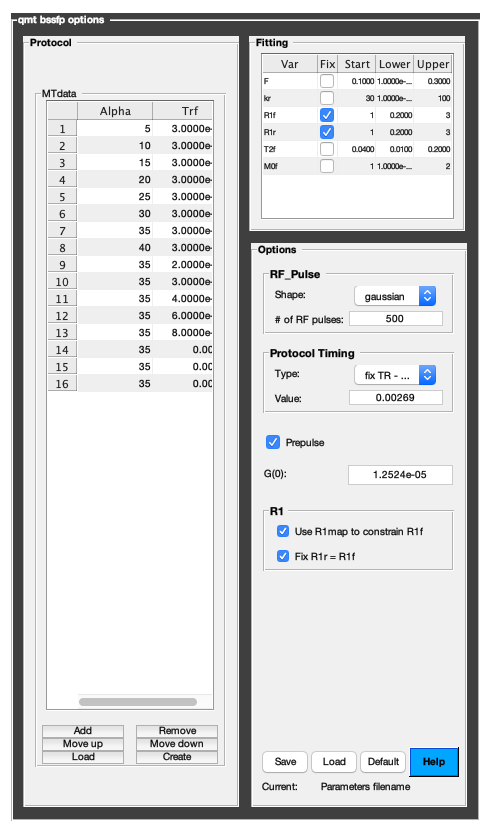 qmt bssfp options
Protocol
MTdata
Alpha Trf
1 5 3.0000e-
2 10 3.0000e-
3 15 3.0000e-
4 20 3.0000e-
5 25 3.0000e-
6 30 3.0000e-
7 35 3.0000e-
8 40 3.0000e-
9 35 2.0000e-
10 35 3.0000e-
11 35 4.0000e-
12 35 6.0000e-
13 35 8.0000e-
14 35 0.00
15 35 0.00
16 35 0.00
Add Remove
Move up Move down
Load Create
Fitting
Var Fix Start Lower Upper
F 0.1000 1.0000e-... 0.3000
kr 30 1.0000e-... 100
R1f 1 0.2000 3
R1r 1 0.2000 3
T2f 0.0400 0.0100 0.2000
M0f 1 1.0000e-... 2
Options
RF_Pulse
Shape: gaussian
# of RF pulses: 500
Protocol Timing
Type: fix TR - ...
Value: 0.00269
Prepulse
G(0): 1.2524e-05
R1
Use R1map to constrain R1f
Fix R1r = R1f
Save Load Default Help
Current: Parameters filename